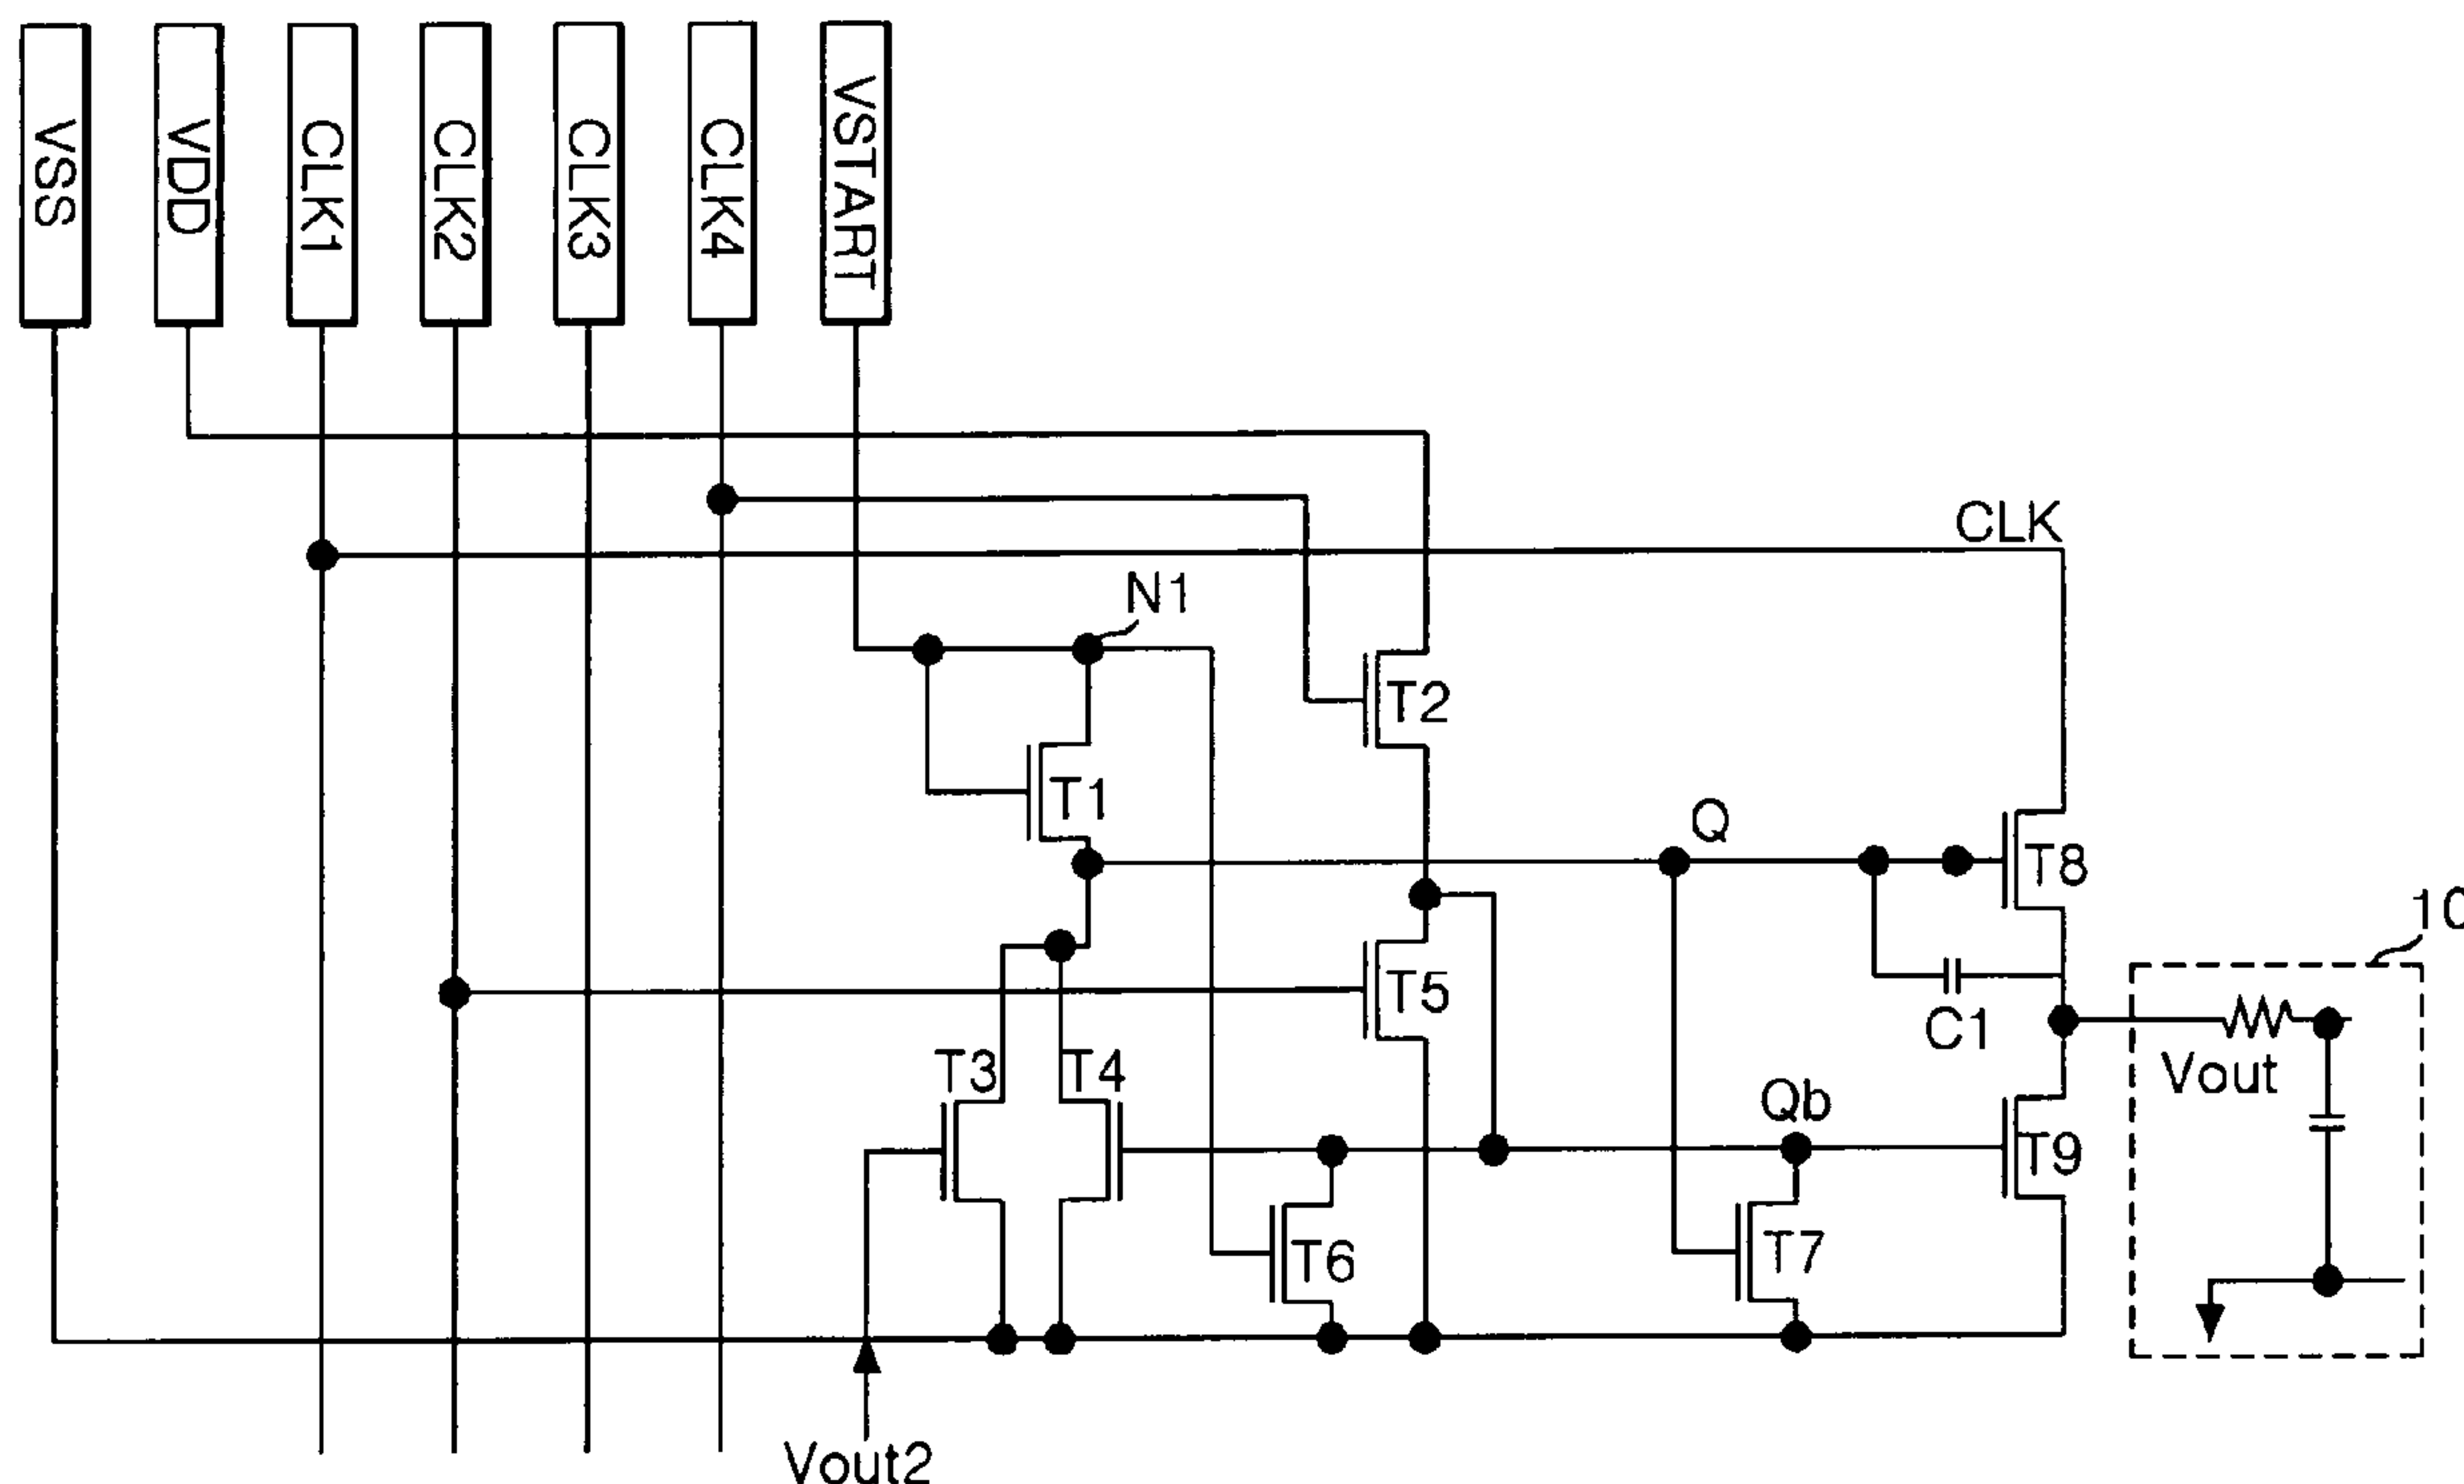 VSS
VDD
CLK1
CLK2
CLK3
CLK4
VSTART
CLK
N1
T2
T1
Q
T8
10
T5
C1
Vout
T3
T4
Qb
T9
T6
T7
Vout2